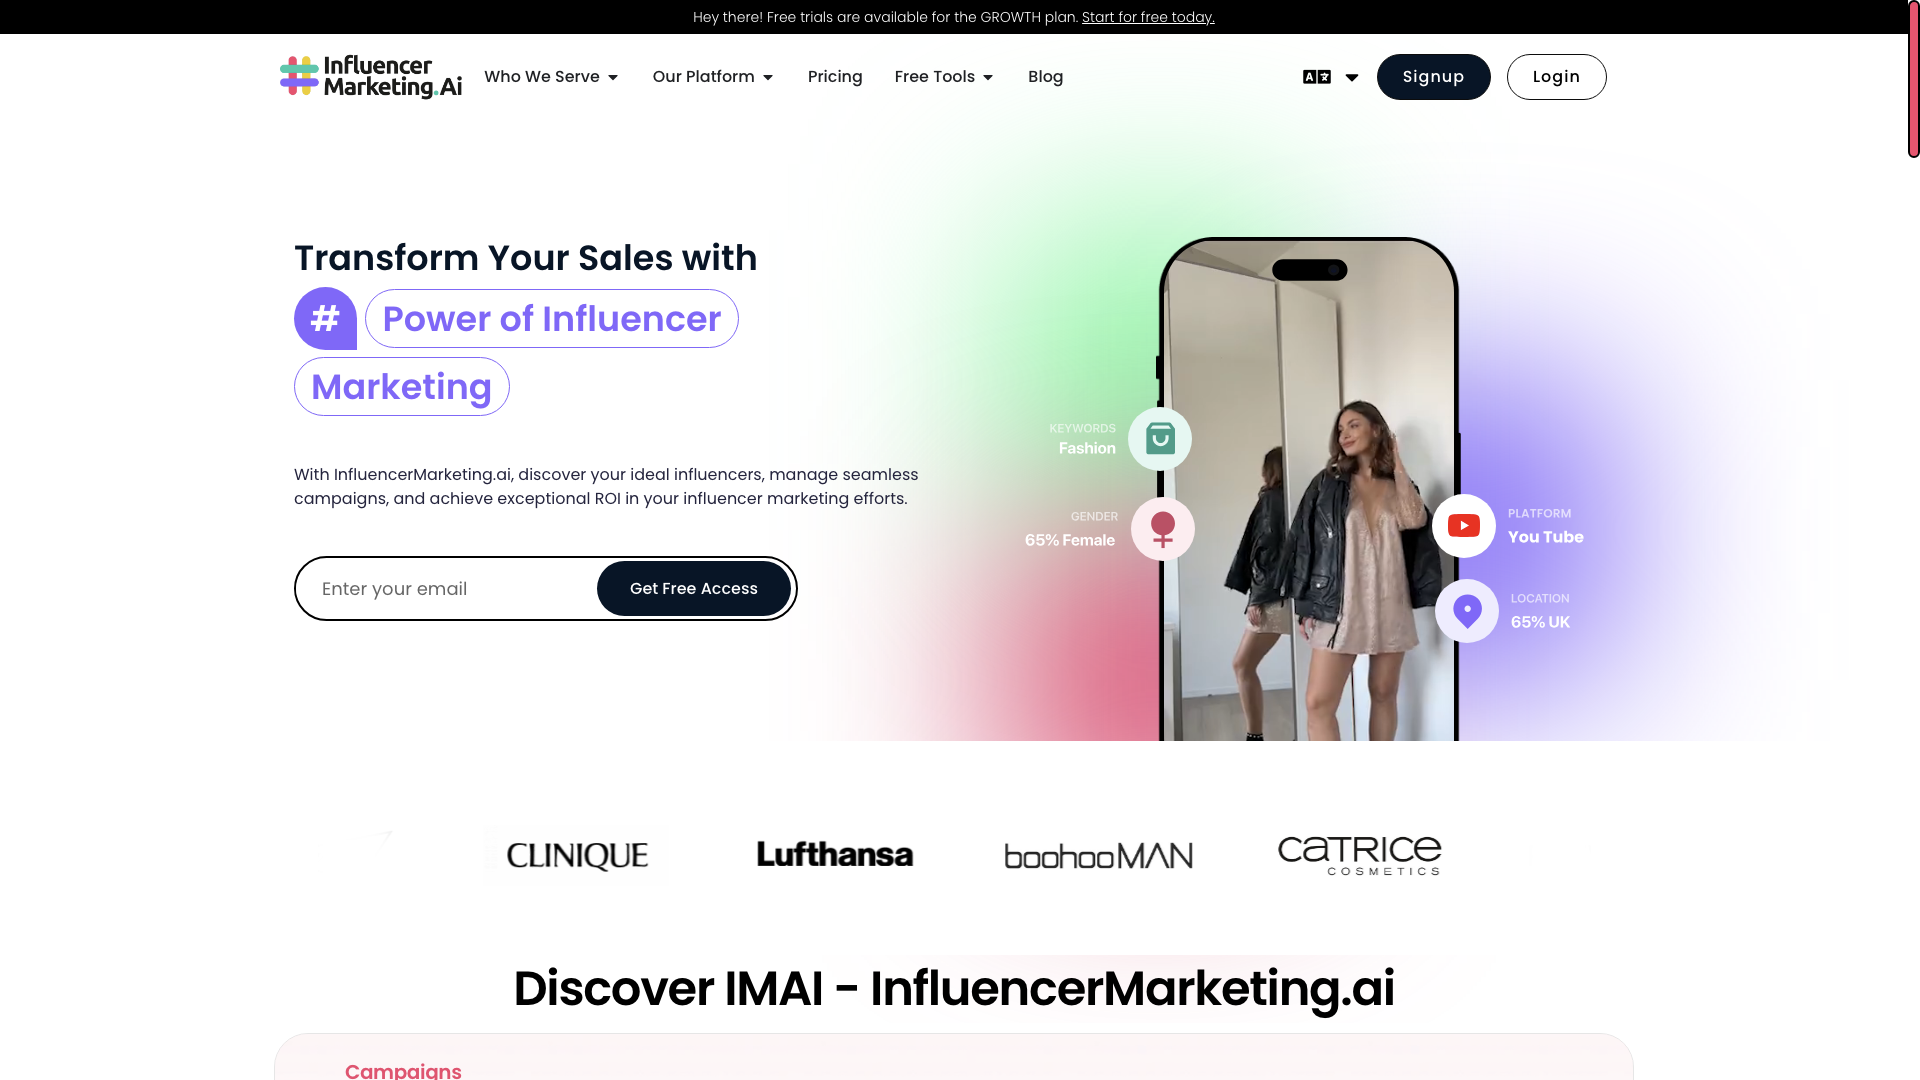 Hey there! Free trials are available for the GROWTH plan. Start for free today.
Influencer
Marketing.Ai
Who We Serve
Our Platform
Pricing
Free Tools
Blog
Signup
Login
Transform Your Sales with
# Power of Influencer
Marketing
With InfluencerMarketing.ai, discover your ideal influencers, manage seamless
campaigns, and achieve exceptional ROI in your influencer marketing efforts.
Enter your email
Get Free Access
KEYWORDS
Fashion
GENDER
65% Female
PLATFORM
You Tube
LOCATION
65% UK
CLINIQUE
Lufthansa
boohooMAN
CATRICE
COSMETICS
Discover IMAI - InfluencerMarketing.ai
Campaigns